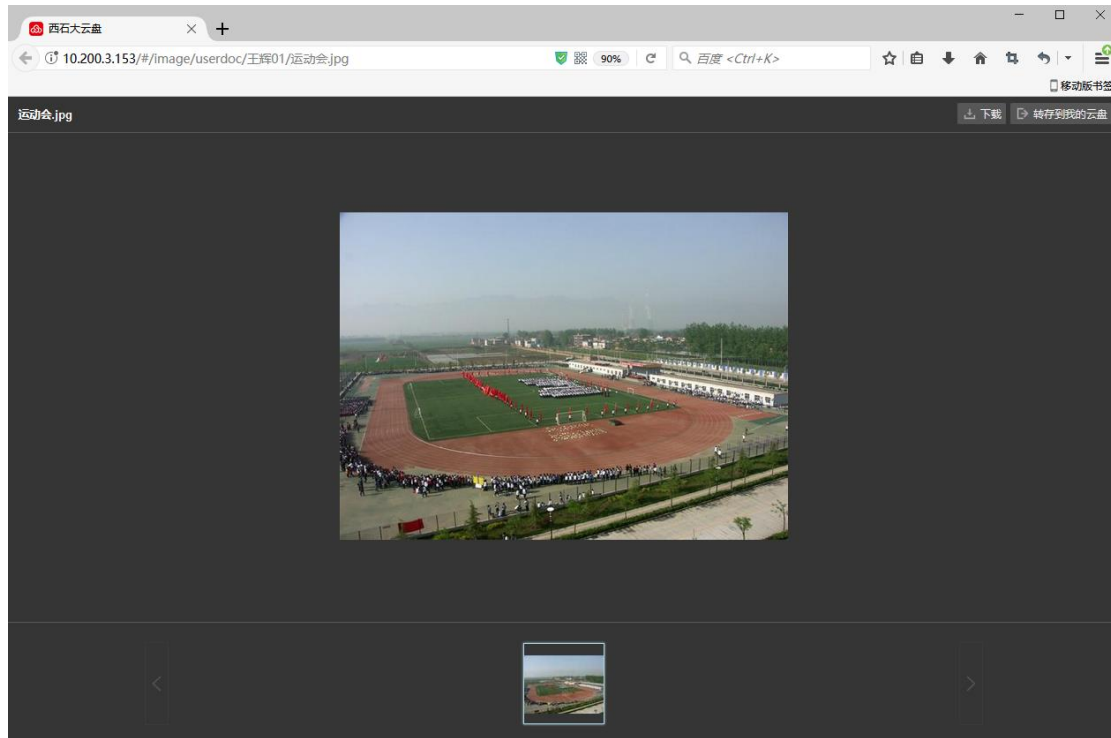 西石大云盘
10.200.3.153/#/image/userdoc/王辉01/运动会.jpg 90% 百度 <Ctrl+K>
移动版书签
运动会.jpg 下载 转存到我的云盘